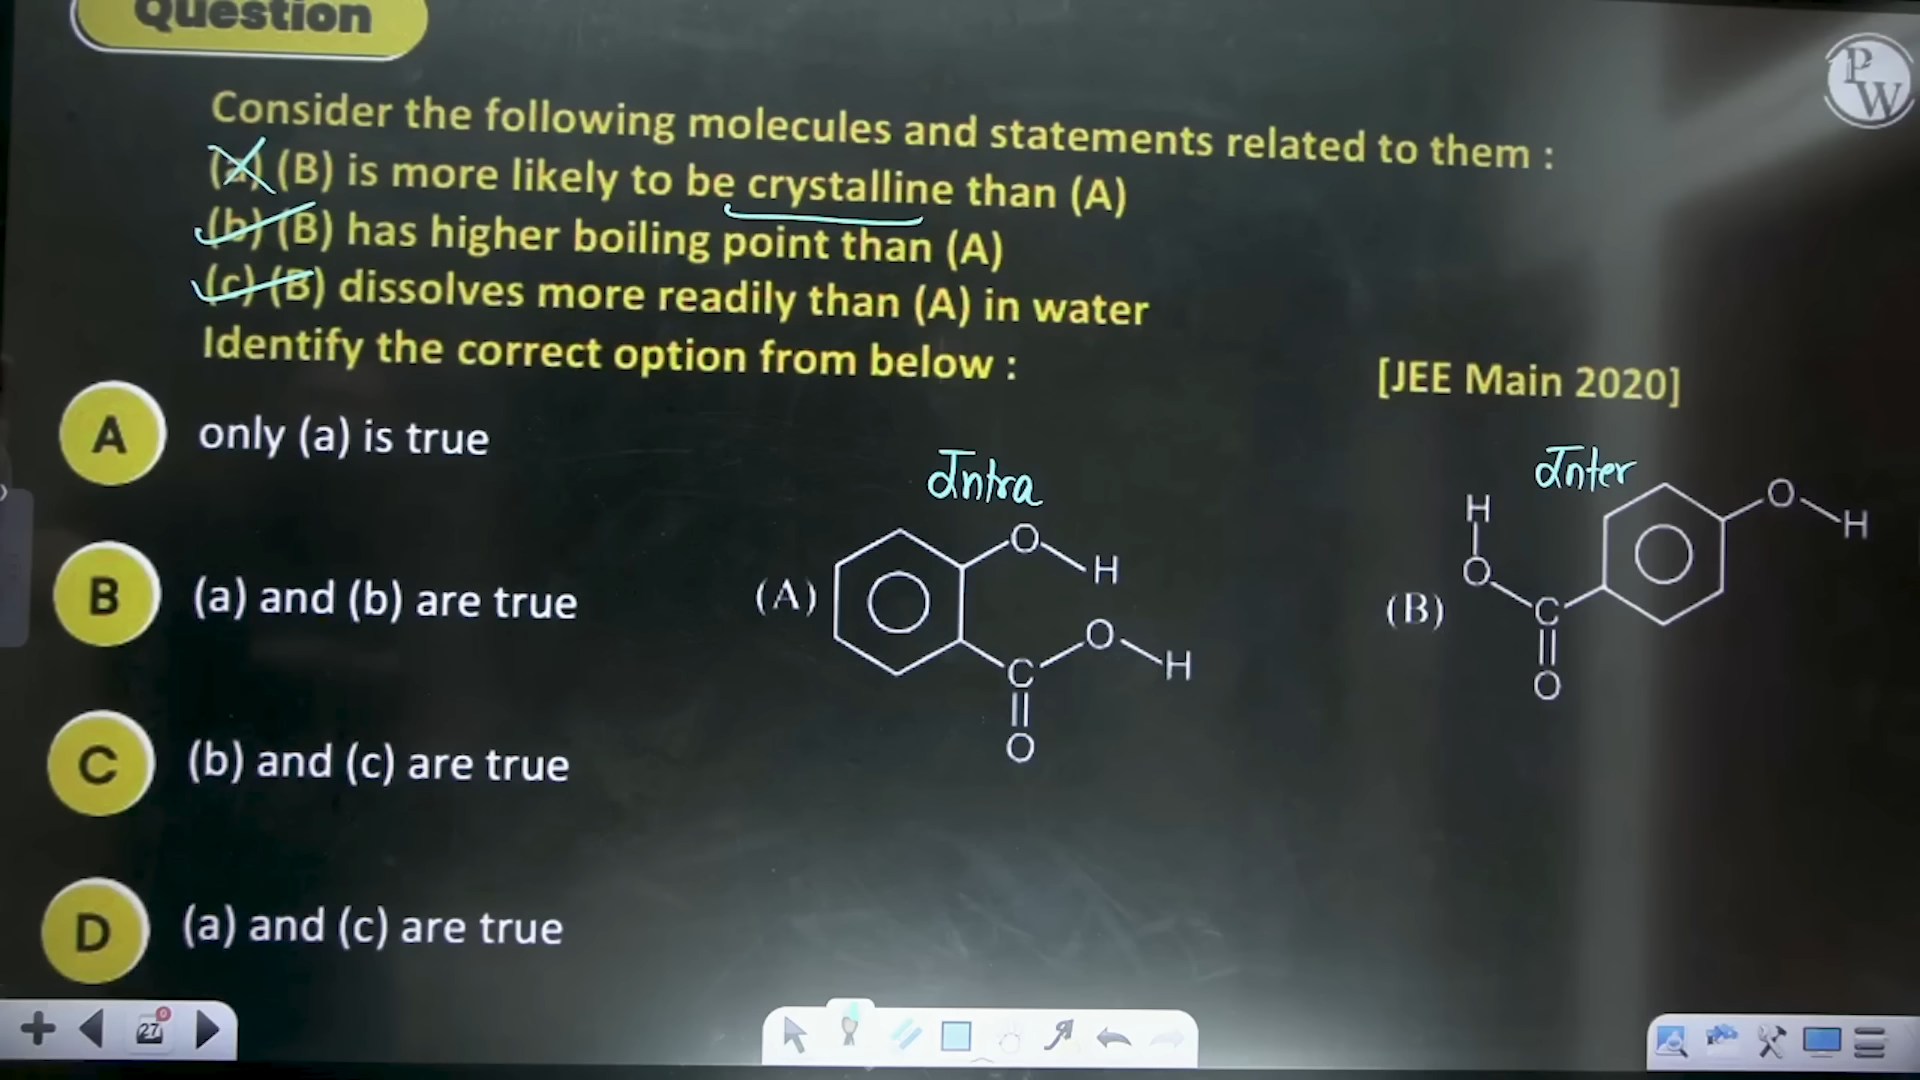 Question
PW
Consider the following molecules and statements related to them :
(a) (B) is more likely to be crystalline than (A)
(b) (B) has higher boiling point than (A)
(c) (B) dissolves more readily than (A) in water
Identify the correct option from below :
[JEE Main 2020]
A only (a) is true
B (a) and (b) are true
C (b) and (c) are true
D (a) and (c) are true
Intra
(A)
O
H
O
H
C
O
Inter
(B)
H
O
C
O
O
H
27